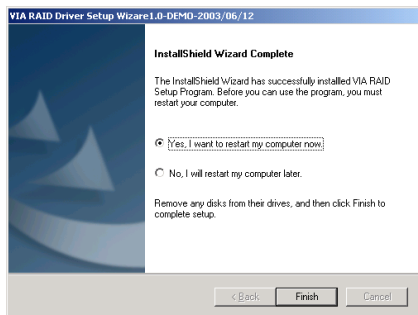 VIA RAID Driver Setup Wizare1.0-DEMO-2003/06/12
InstallShield Wizard Complete
The InstallShield Wizard has successfully installled VIA RAID
Setup Program. Before you can use the program, you must
restart your computer.
Yes, I want to restart my computer now.
No, I will restart my computer later.
Remove any disks from their drives, and then click Finish to
complete setup.
< Back
Finish
Cancel